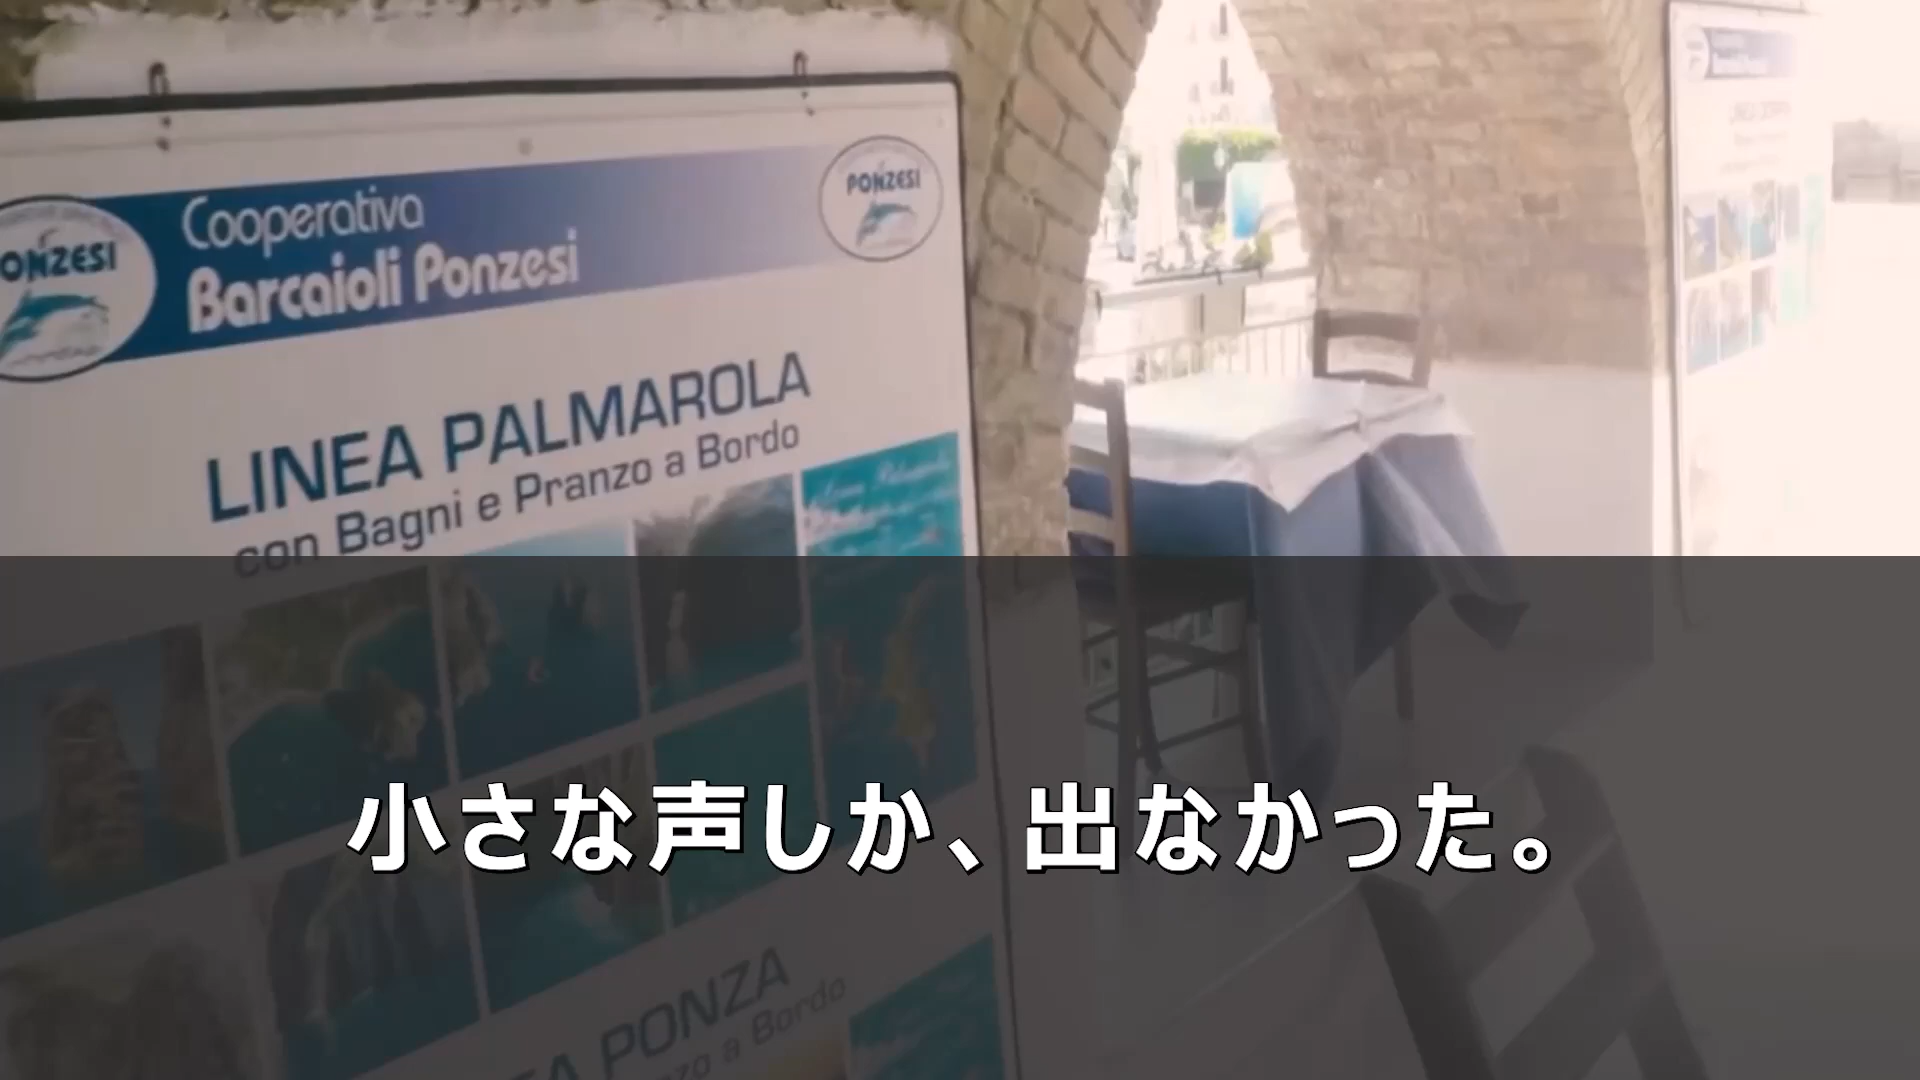 PONZESI
Cooperativa
Barcaioli Ponzesi
PONZESI
LINEA PALMAROLA
con Bagni e Pranzo a Bordo
小さな声しか、出なかった。
PONZA
a Bordo